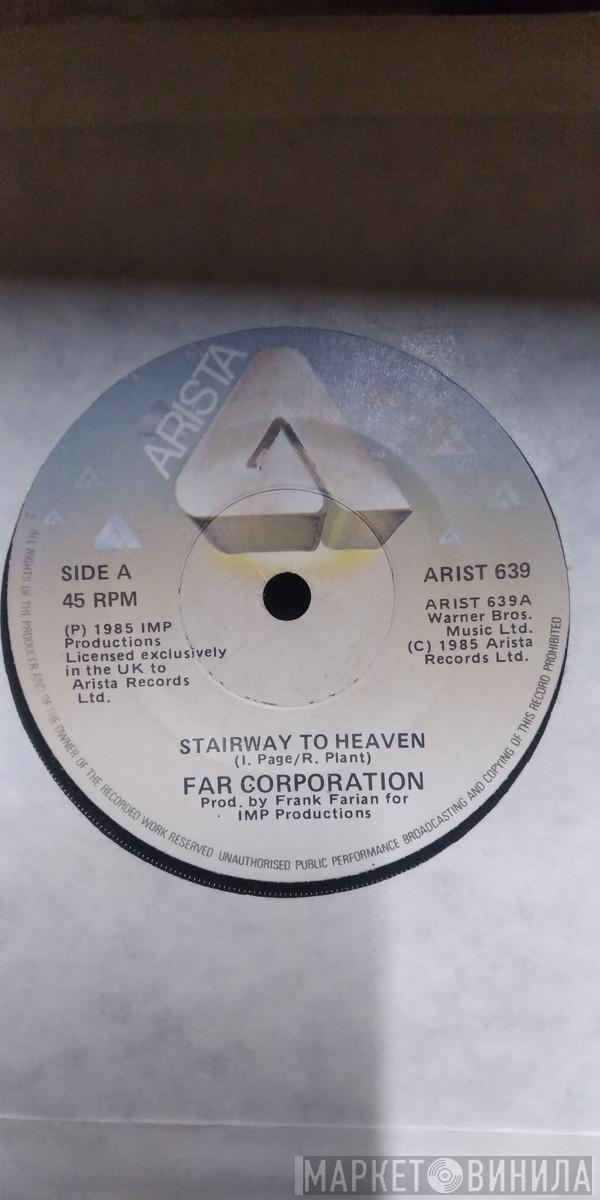 ARISTA
SIDE A
45 RPM
(P) 1985 IMP
Productions
Licensed exclusively
in the UK to
Arista Records
Ltd.
ARIST 639
ARIST 639A
Warner Bros.
Music Ltd.
(C) 1985 Arista
Records Ltd.
STAIRWAY TO HEAVEN
(I. Page/R. Plant)
FAR CORPORATION
Prod. by Frank Farian for
IMP Productions
ALL RIGHTS OF THE PRODUCER AND OF THE OWNER OF THE RECORDED WORK RESERVED UNAUTHORISED PUBLIC PERFORMANCE BROADCASTING AND COPYING OF THIS RECORD PROHIBITED
МАРКЕТ ВИНИЛА